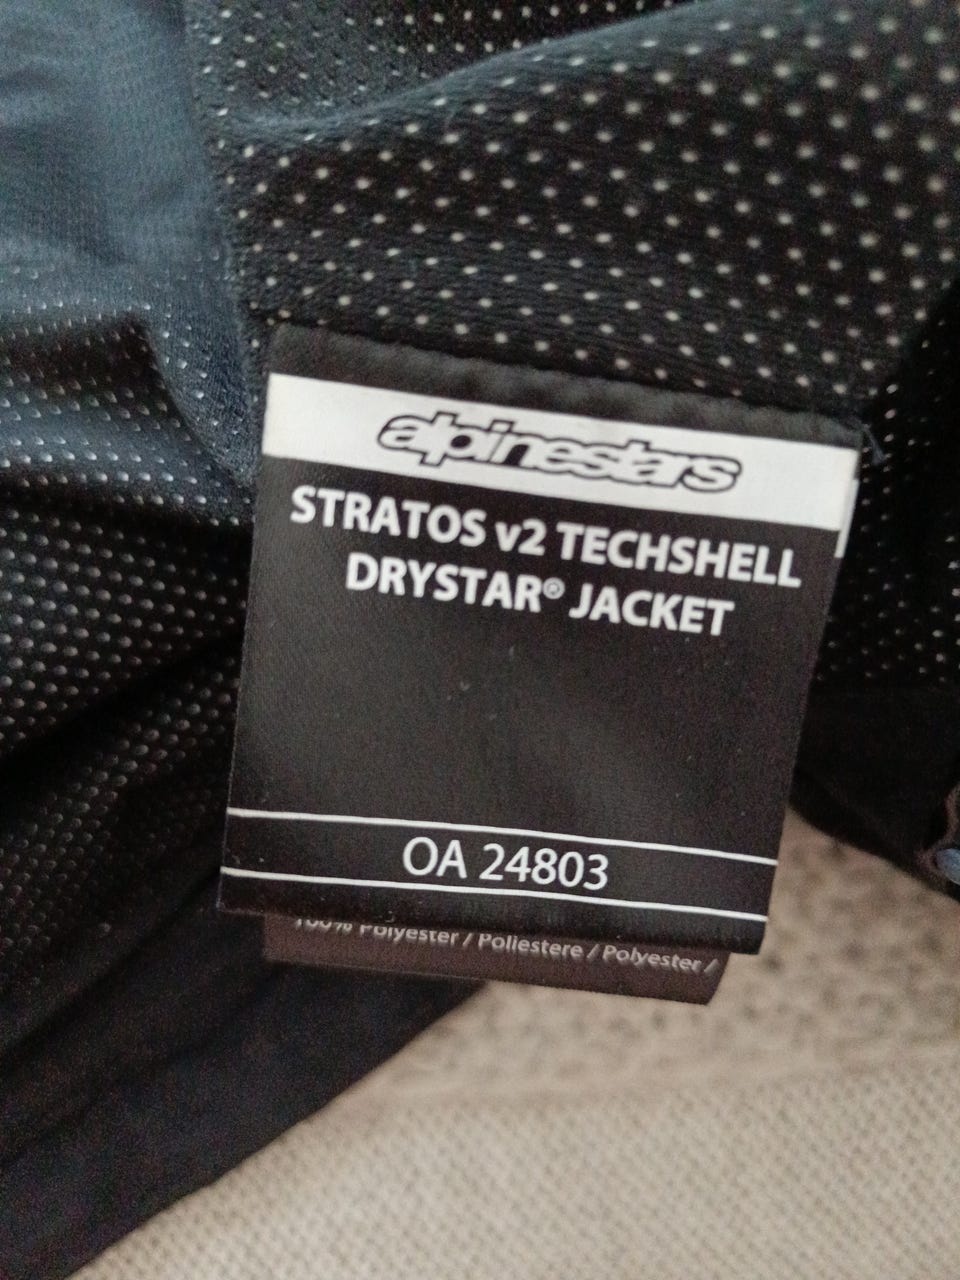 alpinestars
STRATOS v2 TECHSHELL
DRYSTAR® JACKET
OA 24803
100% Polyester / Poliestere / Polyester /